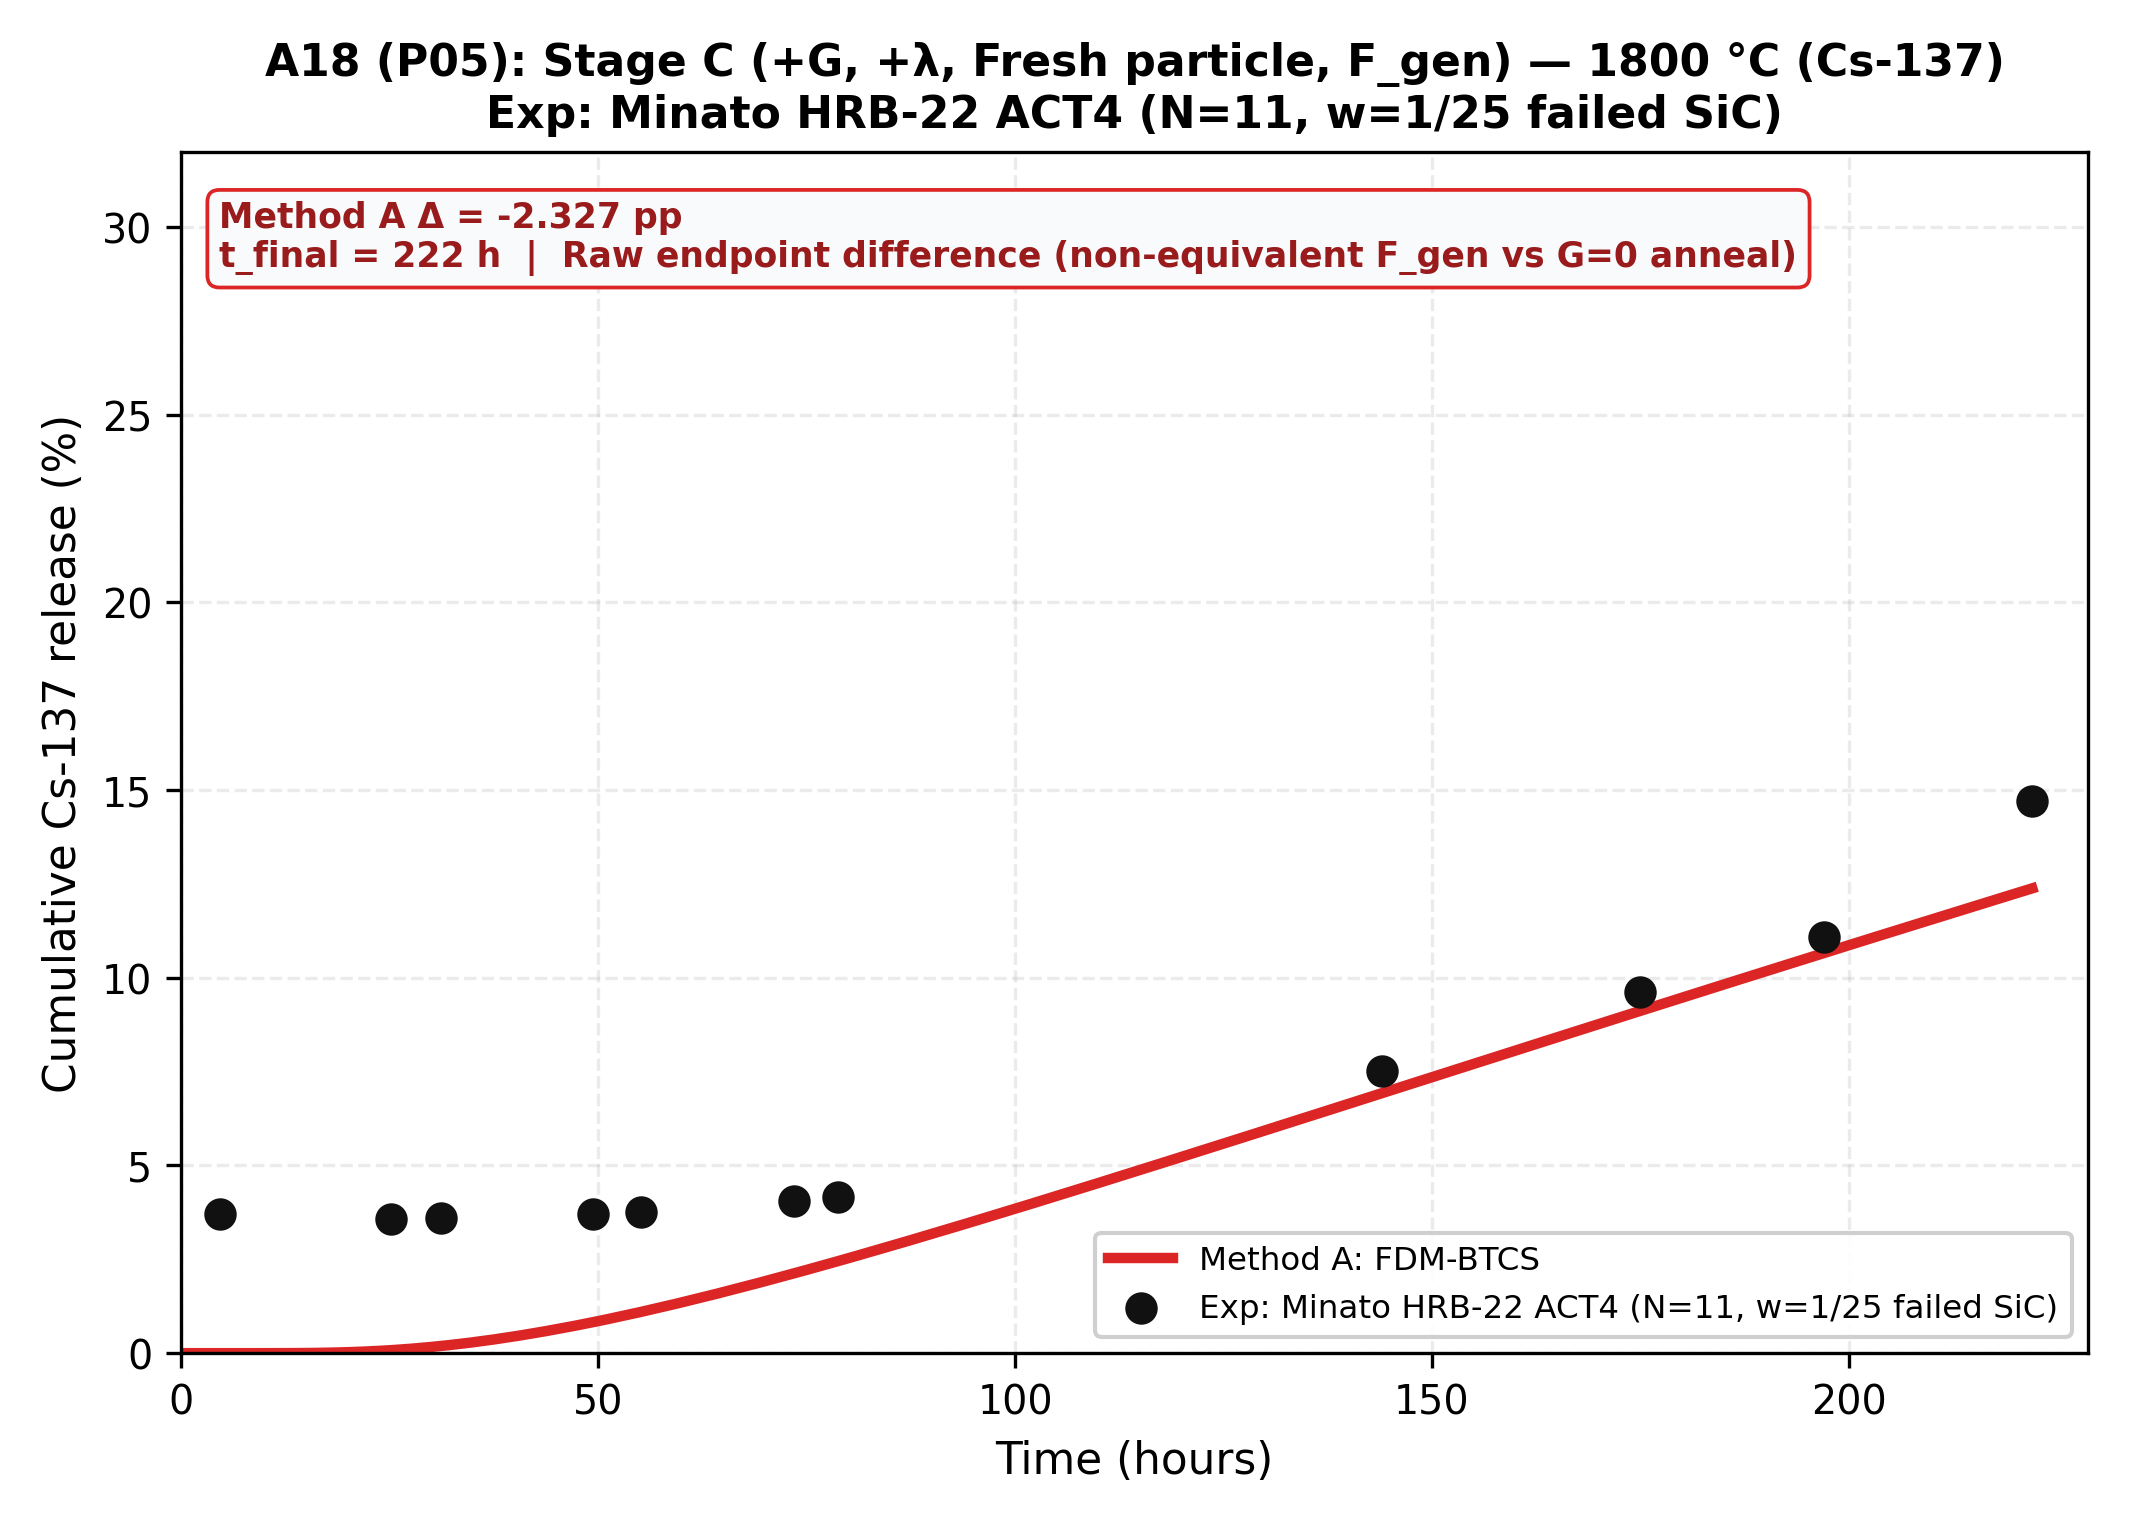 A18 (P05): Stage C (+G, +λ, Fresh particle, F_gen) — 1800 °C (Cs-137)
Exp: Minato HRB-22 ACT4 (N=11, w=1/25 failed SiC)
Method A Δ = -2.327 pp
t_final = 222 h | Raw endpoint difference (non-equivalent F_gen vs G=0 anneal)
Cumulative Cs-137 release (%)
30
25
20
15
10
5
0
Method A: FDM-BTCS
Exp: Minato HRB-22 ACT4 (N=11, w=1/25 failed SiC)
0 50 100 150 200
Time (hours)